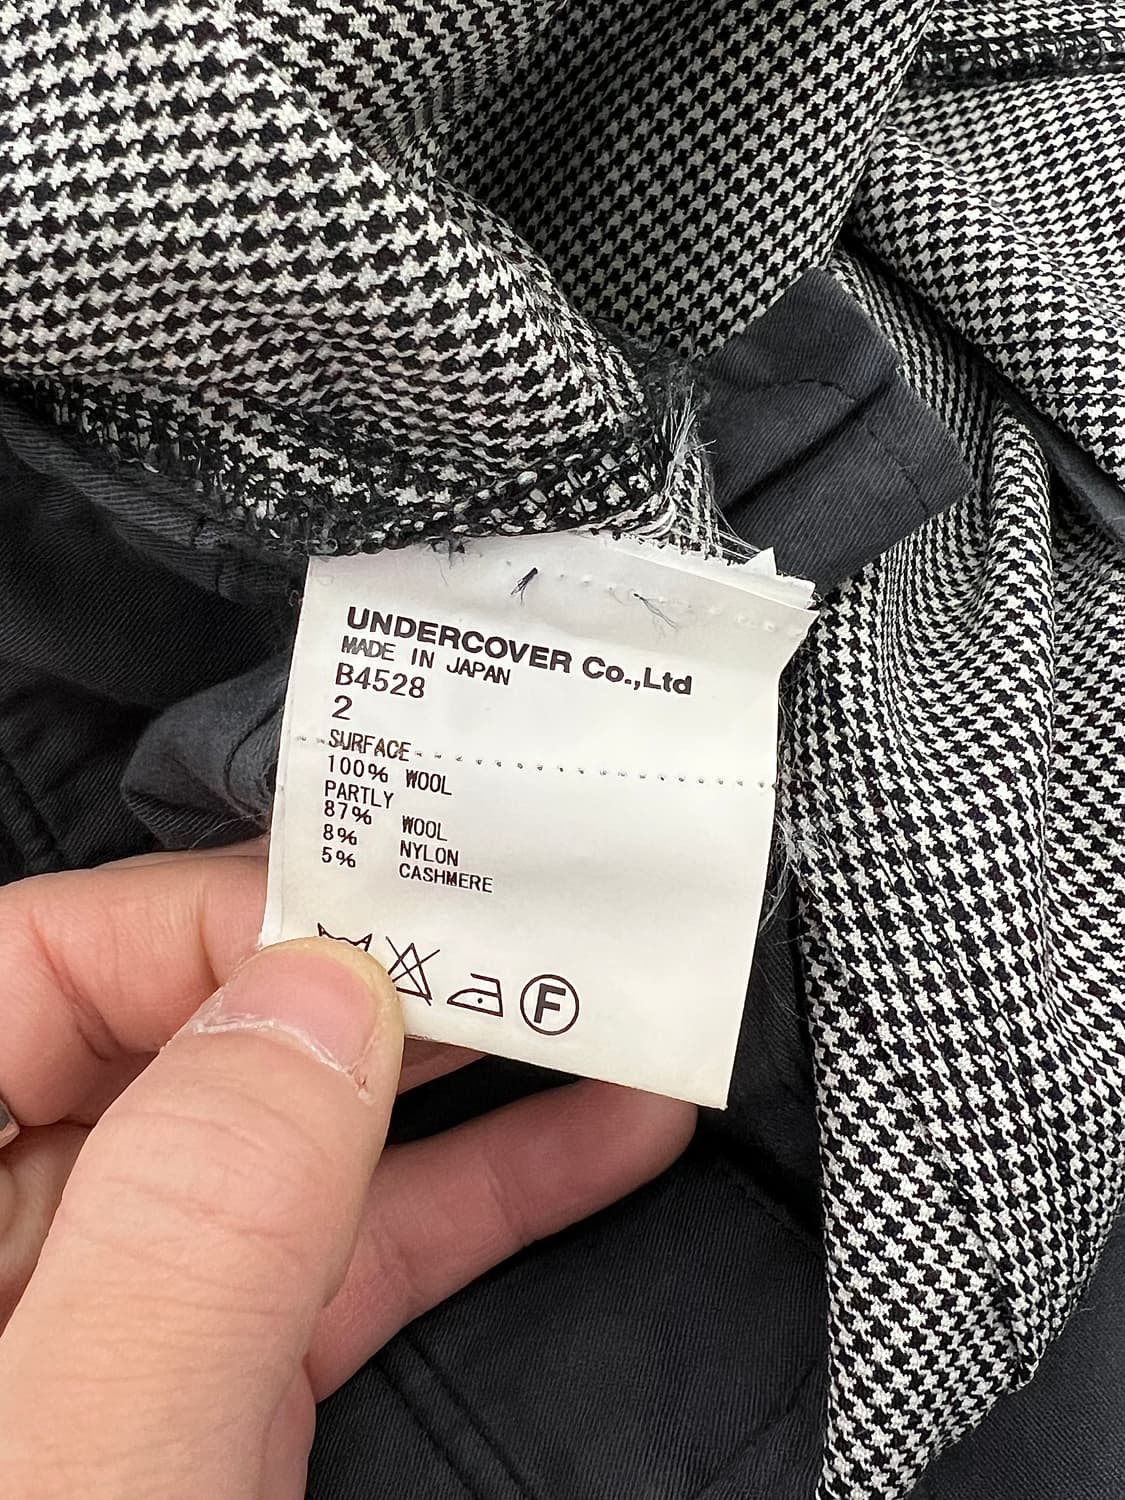 UNDERCOVER Co.,Ltd
MADE IN JAPAN
B4528
2
SURFACE
100% WOOL
PARTLY
87% WOOL
8% NYLON
5% CASHMERE
F